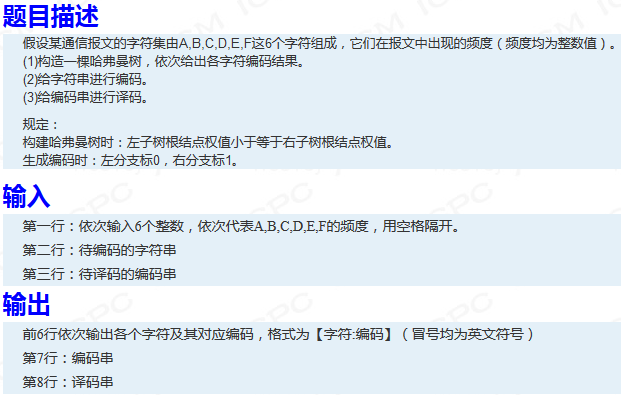 题目描述
假设某通信报文的字符集由A,B,C,D,E,F这6个字符组成，它们在报文中出现的频度（频度均为整数值）。
(1)构造一棵哈弗曼树，依次给出各字符编码结果。
(2)给字符串进行编码。
(3)给编码串进行译码。
规定：
构建哈弗曼树时：左子树根结点权值小于等于右子树根结点权值。
生成编码时：左分支标0，右分支标1。
输入
第一行：依次输入6个整数，依次代表A,B,C,D,E,F的频度，用空格隔开。
第二行：待编码的字符串
第三行：待译码的编码串
输出
前6行依次输出各个字符及其对应编码，格式为【字符:编码】（冒号均为英文符号）
第7行：编码串
第8行：译码串